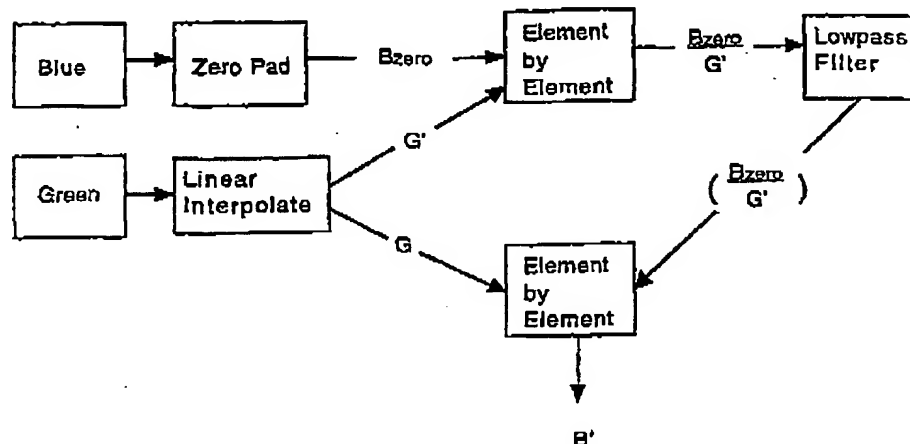 Blue
Zero Pad
Bzero
Element
by
Element
Bzero
G'
Lowpass
Filter
G'
Green
Linear
Interpolate
(Bzero
G')
G
Element
by
Element
B'